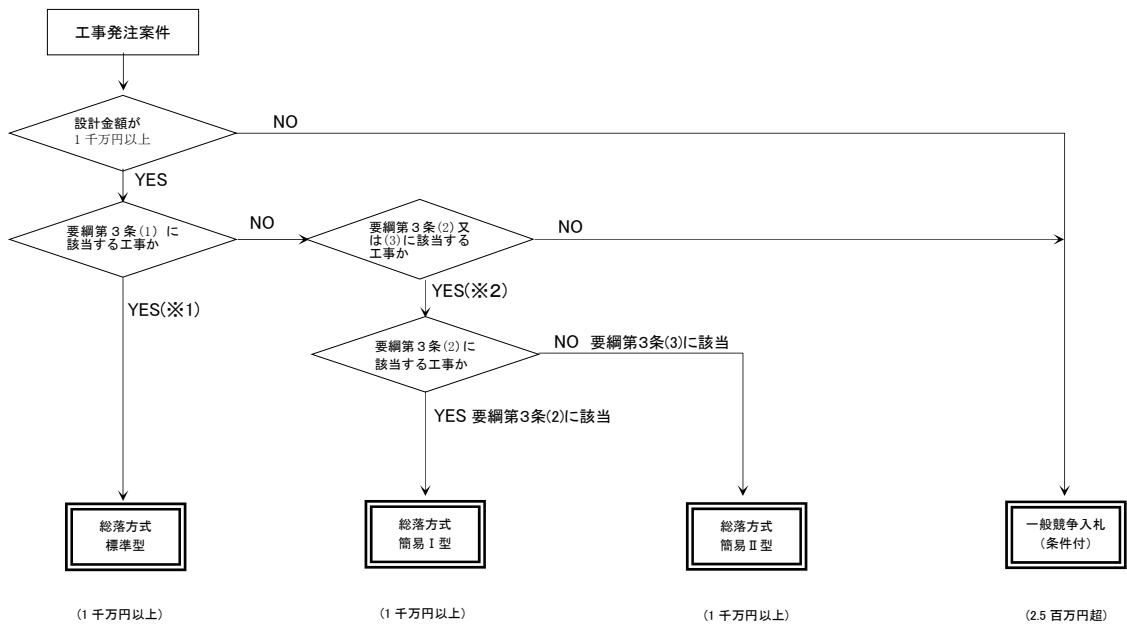 工事発注案件
設計金額が
1千万円以上
NO
YES
要綱第３条(1) に
該当する工事か
NO
要綱第３条(2)又
は(3)に該当する
工事か
NO
YES(※1)
YES(※２)
要綱第３条(2)に
該当する工事か
NO 要綱第3条(3)に該当
YES 要綱第3条(2)に該当
総落方式
標準型
総落方式
簡易Ⅰ型
総落方式
簡易Ⅱ型
一般競争入札
（条件付）
(1 千万円以上)
(1 千万円以上)
(1 千万円以上)
(2.5 百万円超)